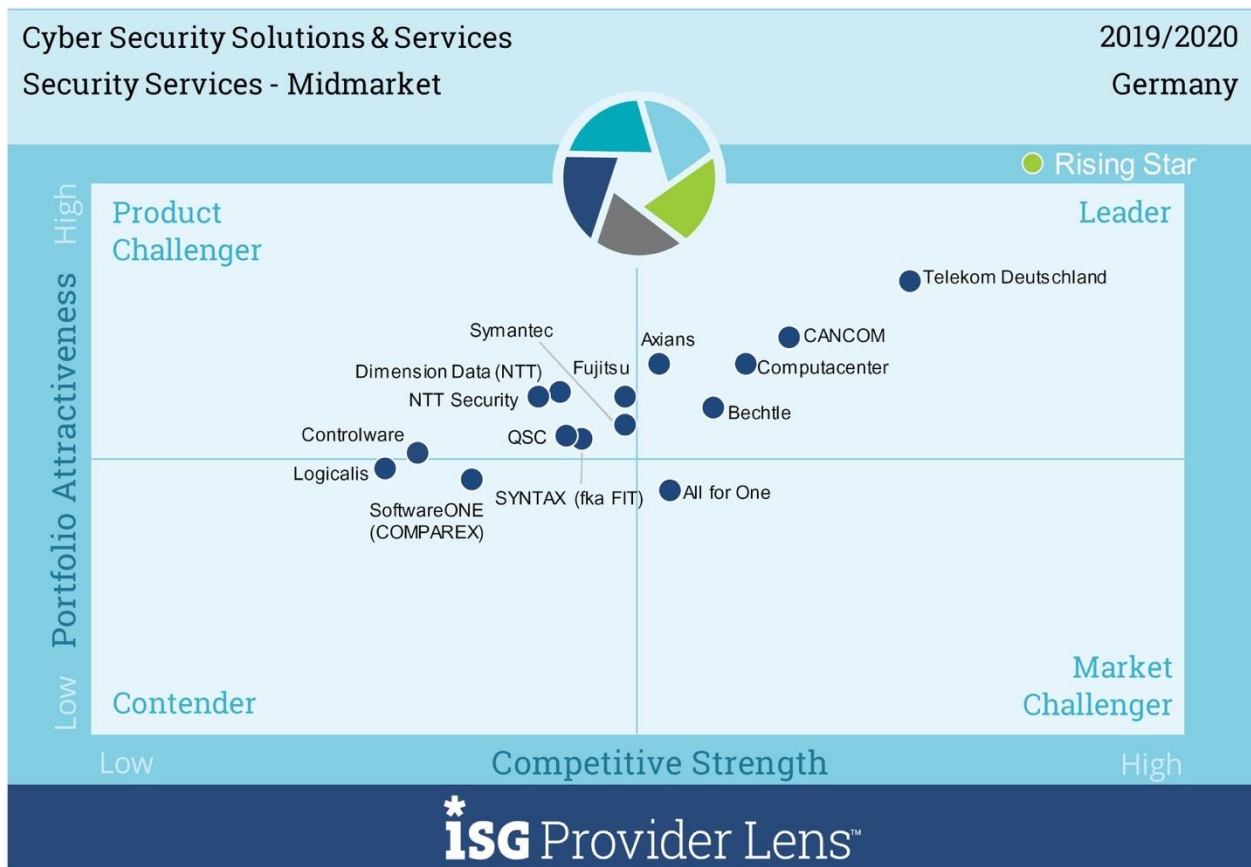 Cyber Security Solutions & Services
2019/2020
Security Services - Midmarket
Germany
Rising Star
High
Product
Challenger
Leader
Telekom Deutschland
Symantec
Axians
CANCOM
Dimension Data (NTT)
Fujitsu
Computacenter
NTT Security
Bechtle
Controlware
QSC
Logicalis
SYNTAX (fka FIT)
All for One
SoftwareONE
(COMPAREX)
Portfolio Attractiveness
Low
Contender
Market
Challenger
Low
Competitive Strength
High
*ISG Provider Lens™